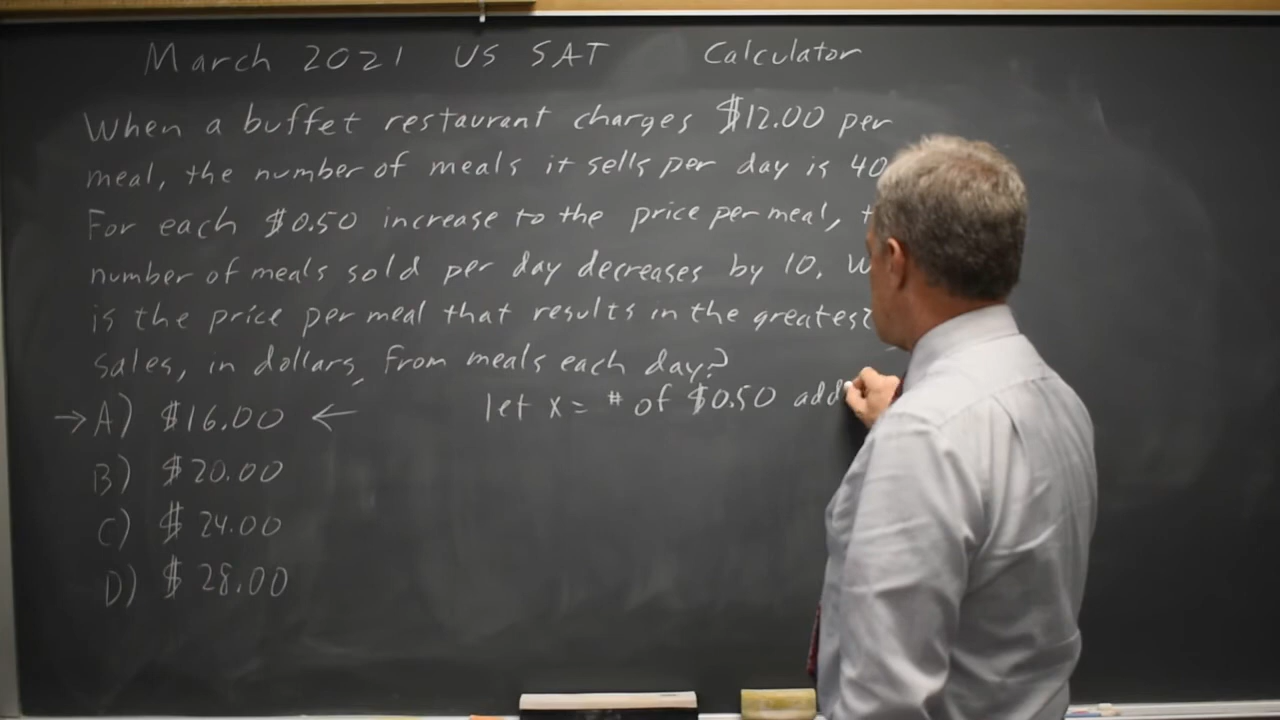 March 2021 US SAT Calculator
When a buffet restaurant charges $12.00 per
meal, the number of meals it sells per day is 40
For each $0.50 increase to the price per meal,
number of meals sold per day decreases by 10.
is the price per meal that results in the greatest
sales, in dollars, from meals each day?
let x = # of $0.50 add
→ A) $16.00 ←
B) $20.00
C) $24.00
D) $28.00